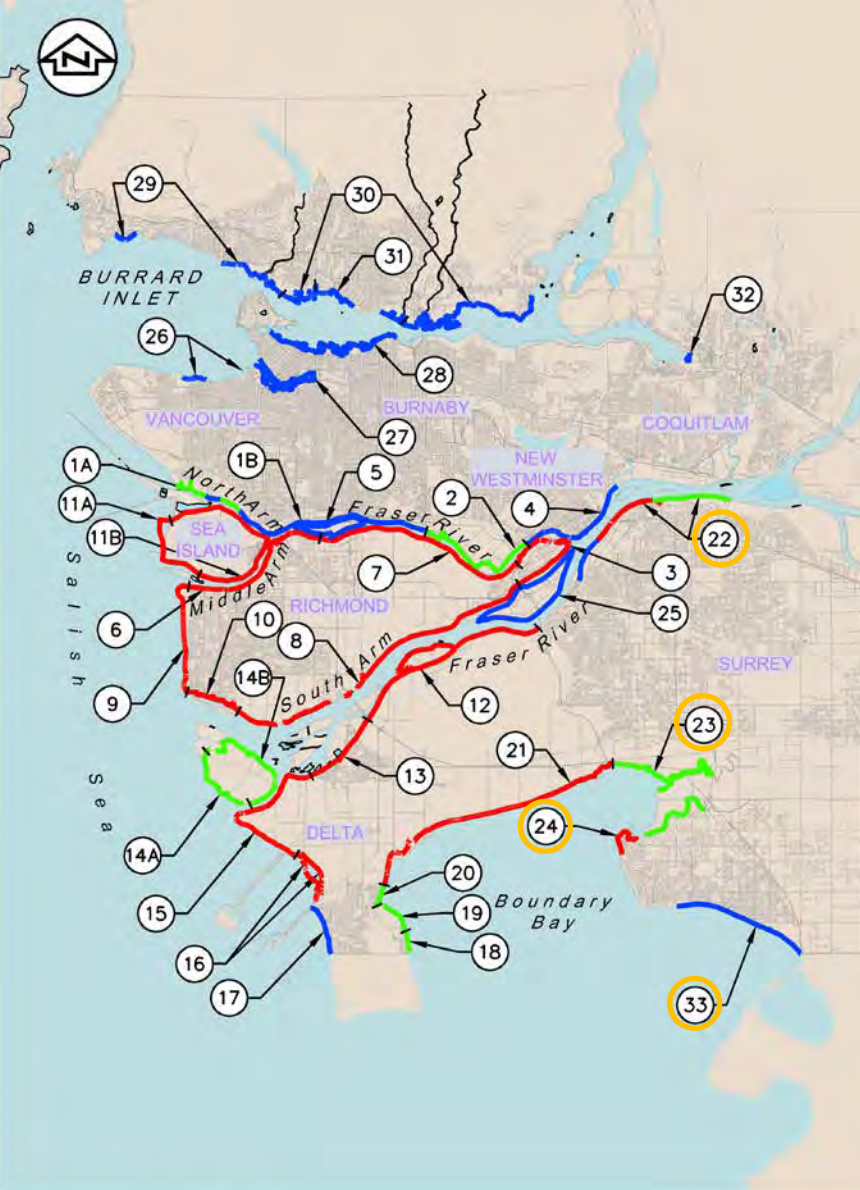 N
29
30
31
BURRARD
INLET
32
26
28
27
VANCOUVER
BURNABY
COQUITLAM
1A
1B
5
NEW
WESTMINSTER
2
4
11A
North Arm
Fraser River
22
SEA
ISLAND
11B
7
3
Middle Arm
RICHMOND
25
6
Salish
Sea
10
8
South Arm
Fraser River
SURREY
14B
9
12
23
21
13
24
DELTA
14A
20
15
19
Boundary
Bay
18
16
17
33